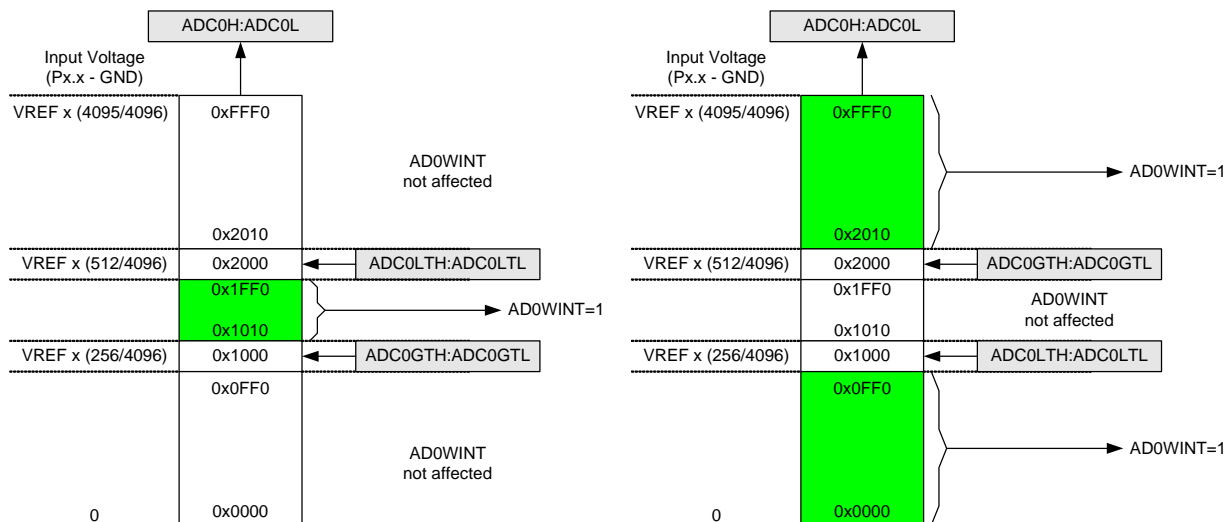 ADC0H:ADC0L
Input Voltage
(Px.x - GND)
VREF x (4095/4096)
0xFFF0
AD0WINT
not affected
0x2010
VREF x (512/4096)
0x2000
ADC0LTH:ADC0LTL
0x1FF0
AD0WINT=1
0x1010
VREF x (256/4096)
0x1000
ADC0GTH:ADC0GTL
0x0FF0
AD0WINT
not affected
0
0x0000
ADC0H:ADC0L
Input Voltage
(Px.x - GND)
VREF x (4095/4096)
0xFFF0
AD0WINT=1
0x2010
VREF x (512/4096)
0x2000
ADC0GTH:ADC0GTL
0x1FF0
AD0WINT
not affected
0x1010
VREF x (256/4096)
0x1000
ADC0LTH:ADC0LTL
0x0FF0
AD0WINT=1
0
0x0000